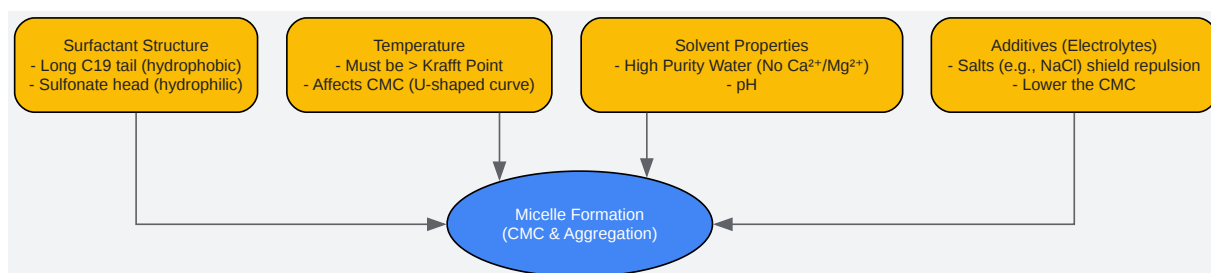 Surfactant Structure
- Long C19 tail (hydrophobic)
- Sulfonate head (hydrophilic)
Temperature
- Must be > Krafft Point
- Affects CMC (U-shaped curve)
Solvent Properties
- High Purity Water (No Ca²⁺/Mg²⁺)
- pH
Additives (Electrolytes)
- Salts (e.g., NaCl) shield repulsion
- Lower the CMC
Micelle Formation
(CMC & Aggregation)